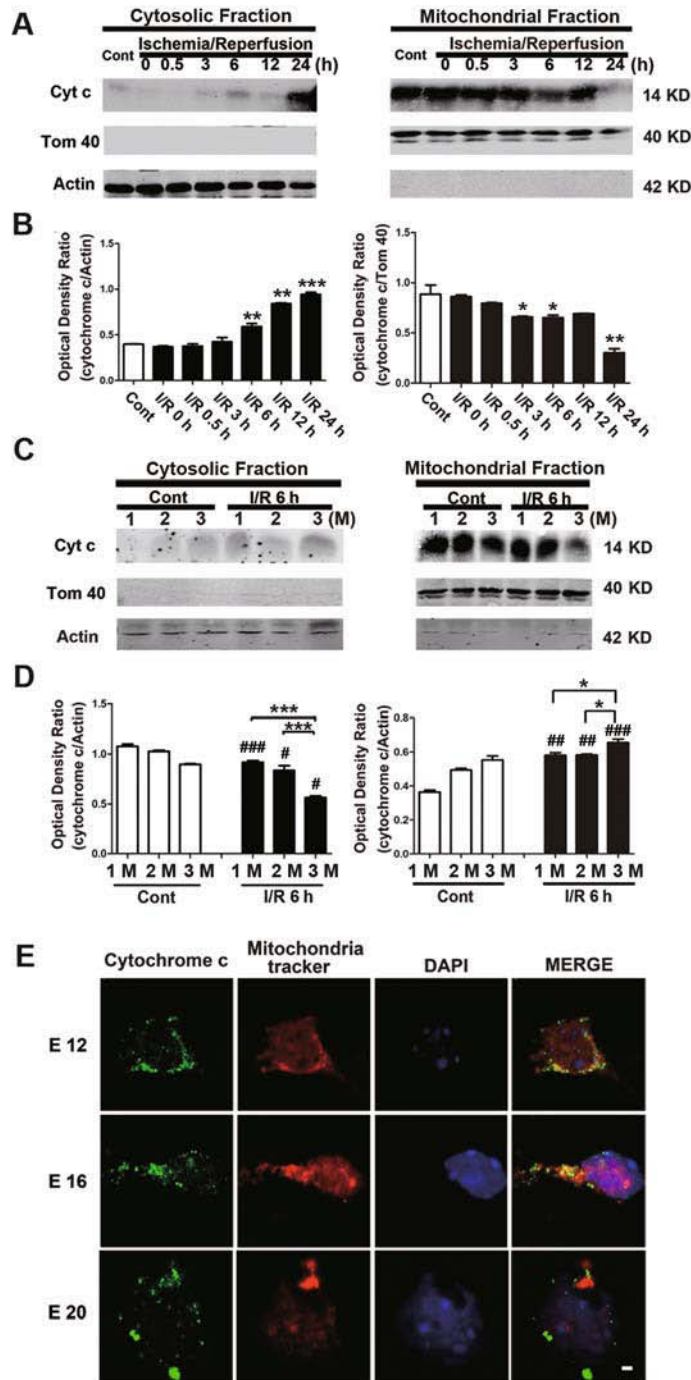 A
Cytosolic Fraction
Mitochondrial Fraction
Cont Ischemia/Reperfusion
0 0.5 3 6 12 24 (h)
Cont Ischemia/Reperfusion
0 0.5 3 6 12 24 (h)
Cyt c
14 KD
Tom 40
40 KD
Actin
42 KD
B
Optical Density Ratio
(cytochrome c/Actin)
1.5
1.0
0.5
0.0
** ** ***
Cont I/R 0 h I/R 0.5 h I/R 3 h I/R 6 h I/R 12 h I/R 24 h
Optical Density Ratio
(cytochrome c/Tom 40)
1.5
1.0
0.5
0.0
* * **
Cont I/R 0 h I/R 0.5 h I/R 3 h I/R 6 h I/R 12 h I/R 24 h
C
Cytosolic Fraction
Mitochondrial Fraction
Cont I/R 6 h
1 2 3 1 2 3 (M)
Cont I/R 6 h
1 2 3 1 2 3 (M)
Cyt c
14 KD
Tom 40
40 KD
Actin
42 KD
D
Optical Density Ratio
(cytochrome c/Actin)
1.5
1.0
0.5
0.0
***
***
### # #
1 M 2 M 3 M 1 M 2 M 3 M
Cont I/R 6 h
Optical Density Ratio
(cytochrome c/Actin)
0.8
0.6
0.4
0.2
0.0
*
*
## ## ###
1 M 2 M 3 M 1 M 2 M 3 M
Cont I/R 6 h
E
Cytochrome c
Mitochondria
tracker
DAPI
MERGE
E 12
E 16
E 20